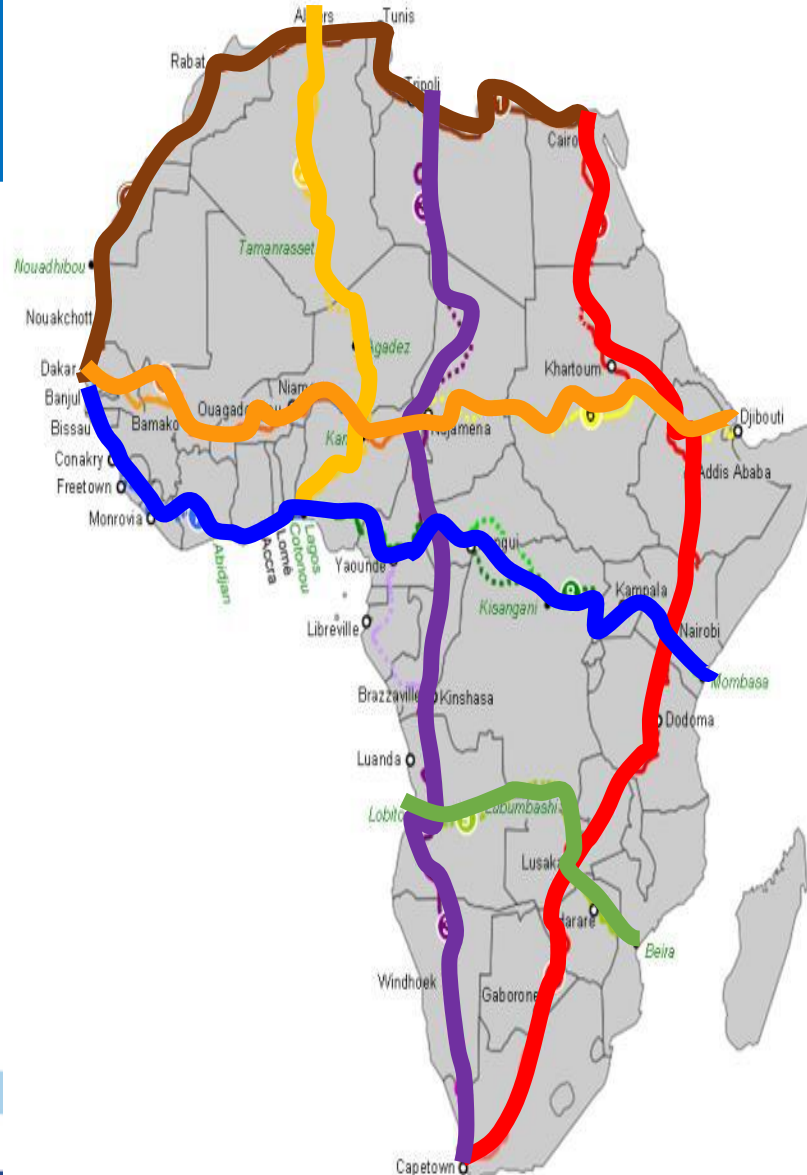 Tunis
Rabat
Tripoli
Cairo
Tamanrasset
Nouadhibou
Nouakchott
Agadez
Khartoum
Dakar
Banjul
Djibouti
Bissau
Bamako
6
Addis Ababa
Conakry
Freetown
Monrovia
Abidjan
Accra
Lomé
Cotonou
Lagos
Yaounde
Kisangani
Kampala
Libreville
Nairobi
Mombasa
Brazzaville
Kinshasa
Dodoma
Luanda
Lobito
Lubumbashi
Lusaka
Harare
Beira
Windhoek
Gaborone
Capetown